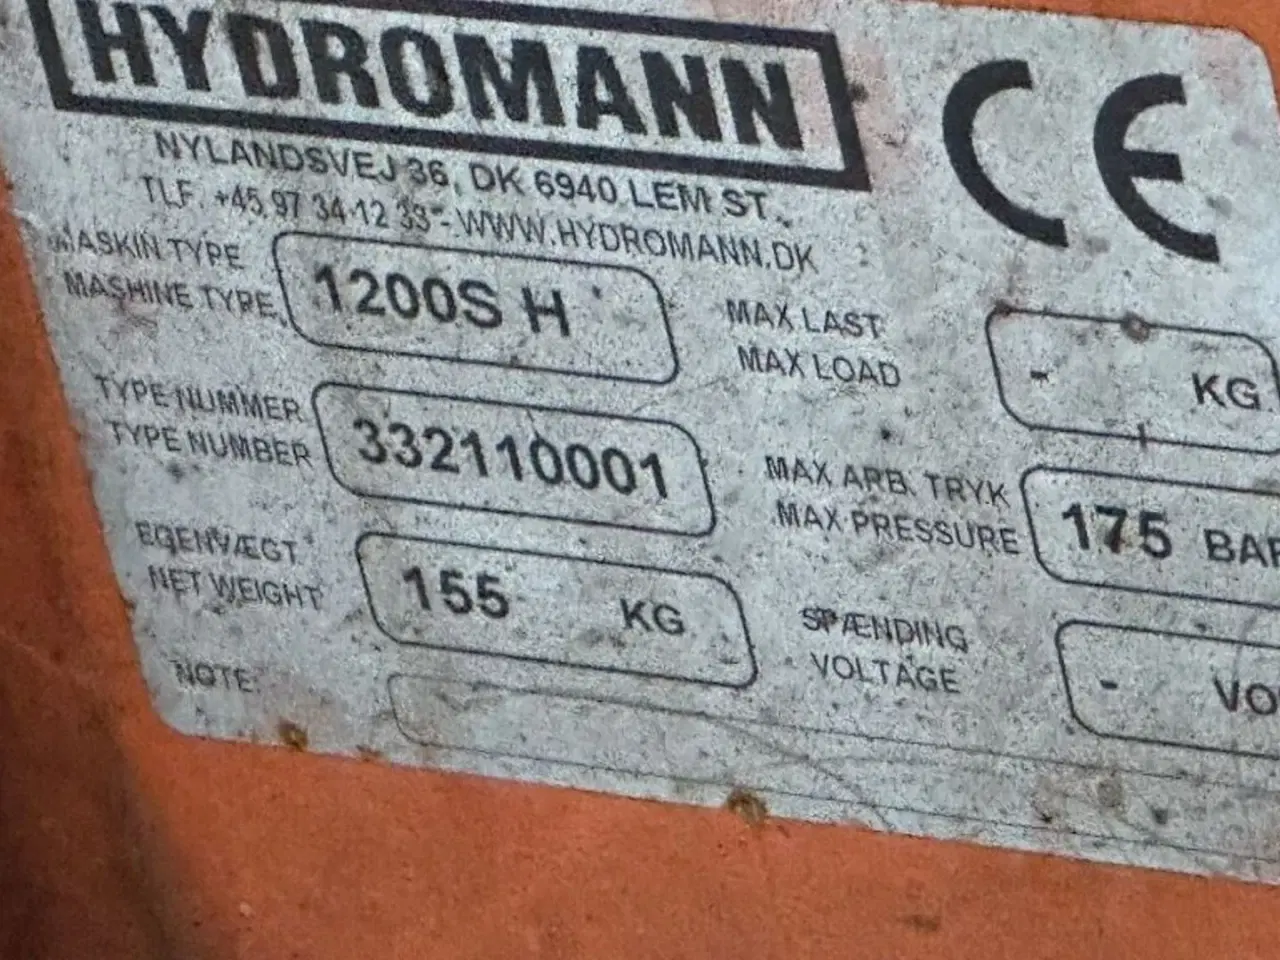 HYDROMANN
CE
NYLANDSVEJ 36, DK 6940 LEM ST.
TLF. +45 97 34 12 33 - WWW.HYDROMANN.DK
MASKIN TYPE
MASHINE TYPE
1200S H
MAX LAST
MAX LOAD
- KG
TYPE NUMMER
TYPE NUMBER
332110001
MAX ARB. TRYK
MAX PRESSURE
175 BAR
EGENVÆGT
NET WEIGHT
155 KG
SPÆNDING
VOLTAGE
- VO
NOTE: